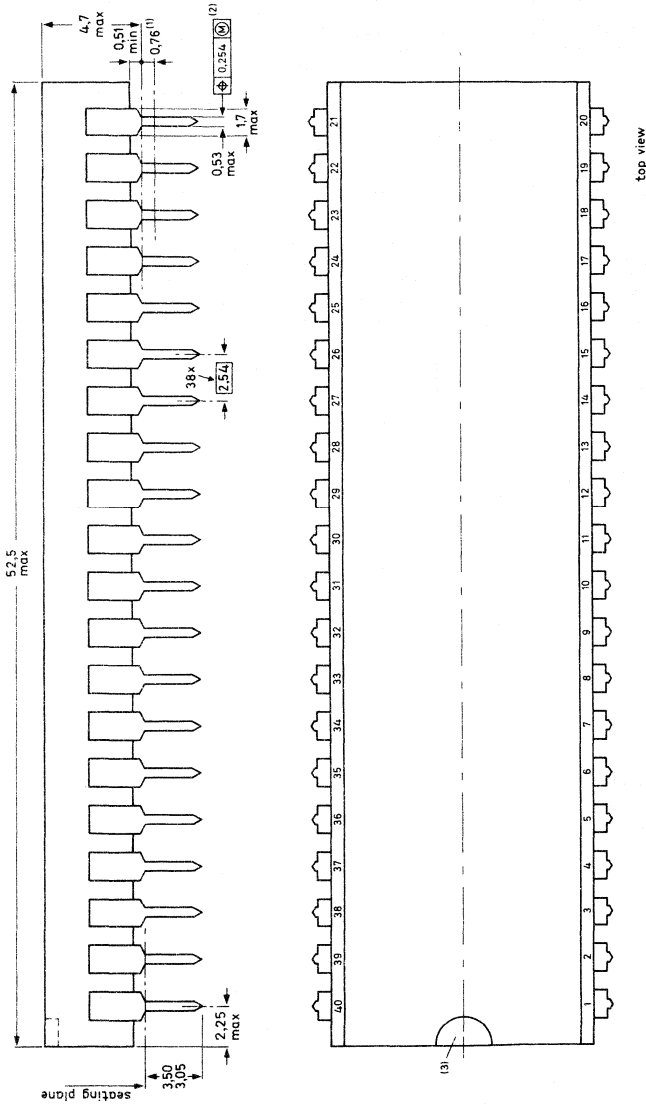 52,5
max
4,7
max
0,51
min
0,76 (1)
⌖ 0,254 Ⓜ (2)
0,53
max
1,7
max
38x
2,54
2,25
max
3,50
3,05
seating plane
40 39 38 37 36 35 34 33 32 31 30 29 28 27 26 25 24 23 22 21
(3)
1 2 3 4 5 6 7 8 9 10 11 12 13 14 15 16 17 18 19 20
top view